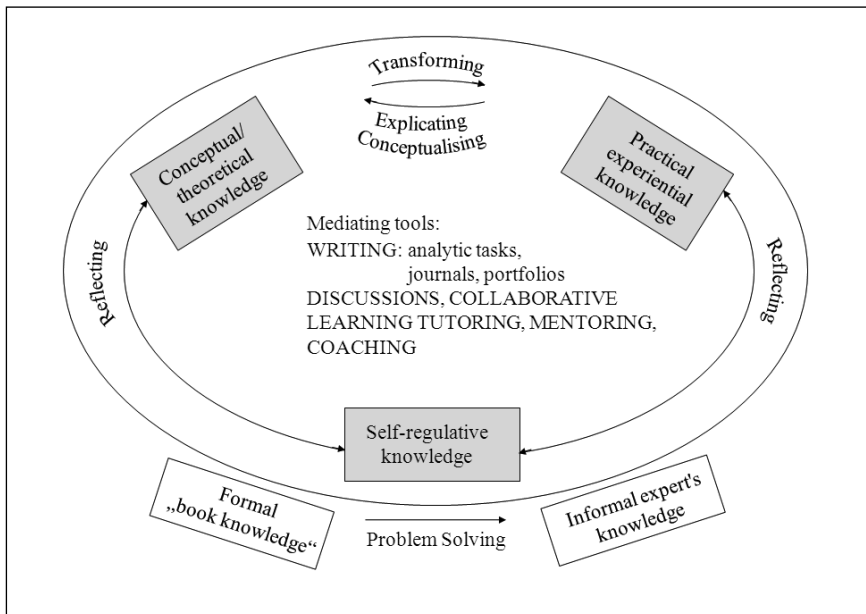 Transforming
Explicating
Conceptualising
Conceptual/
theoretical
knowledge
Practical
experiential
knowledge
Reflecting
Reflecting
Mediating tools:
WRITING: analytic tasks,
journals, portfolios
DISCUSSIONS, COLLABORATIVE
LEARNING TUTORING, MENTORING,
COACHING
Self-regulative
knowledge
Formal
„book knowledge“
Problem Solving
Informal expert's
knowledge